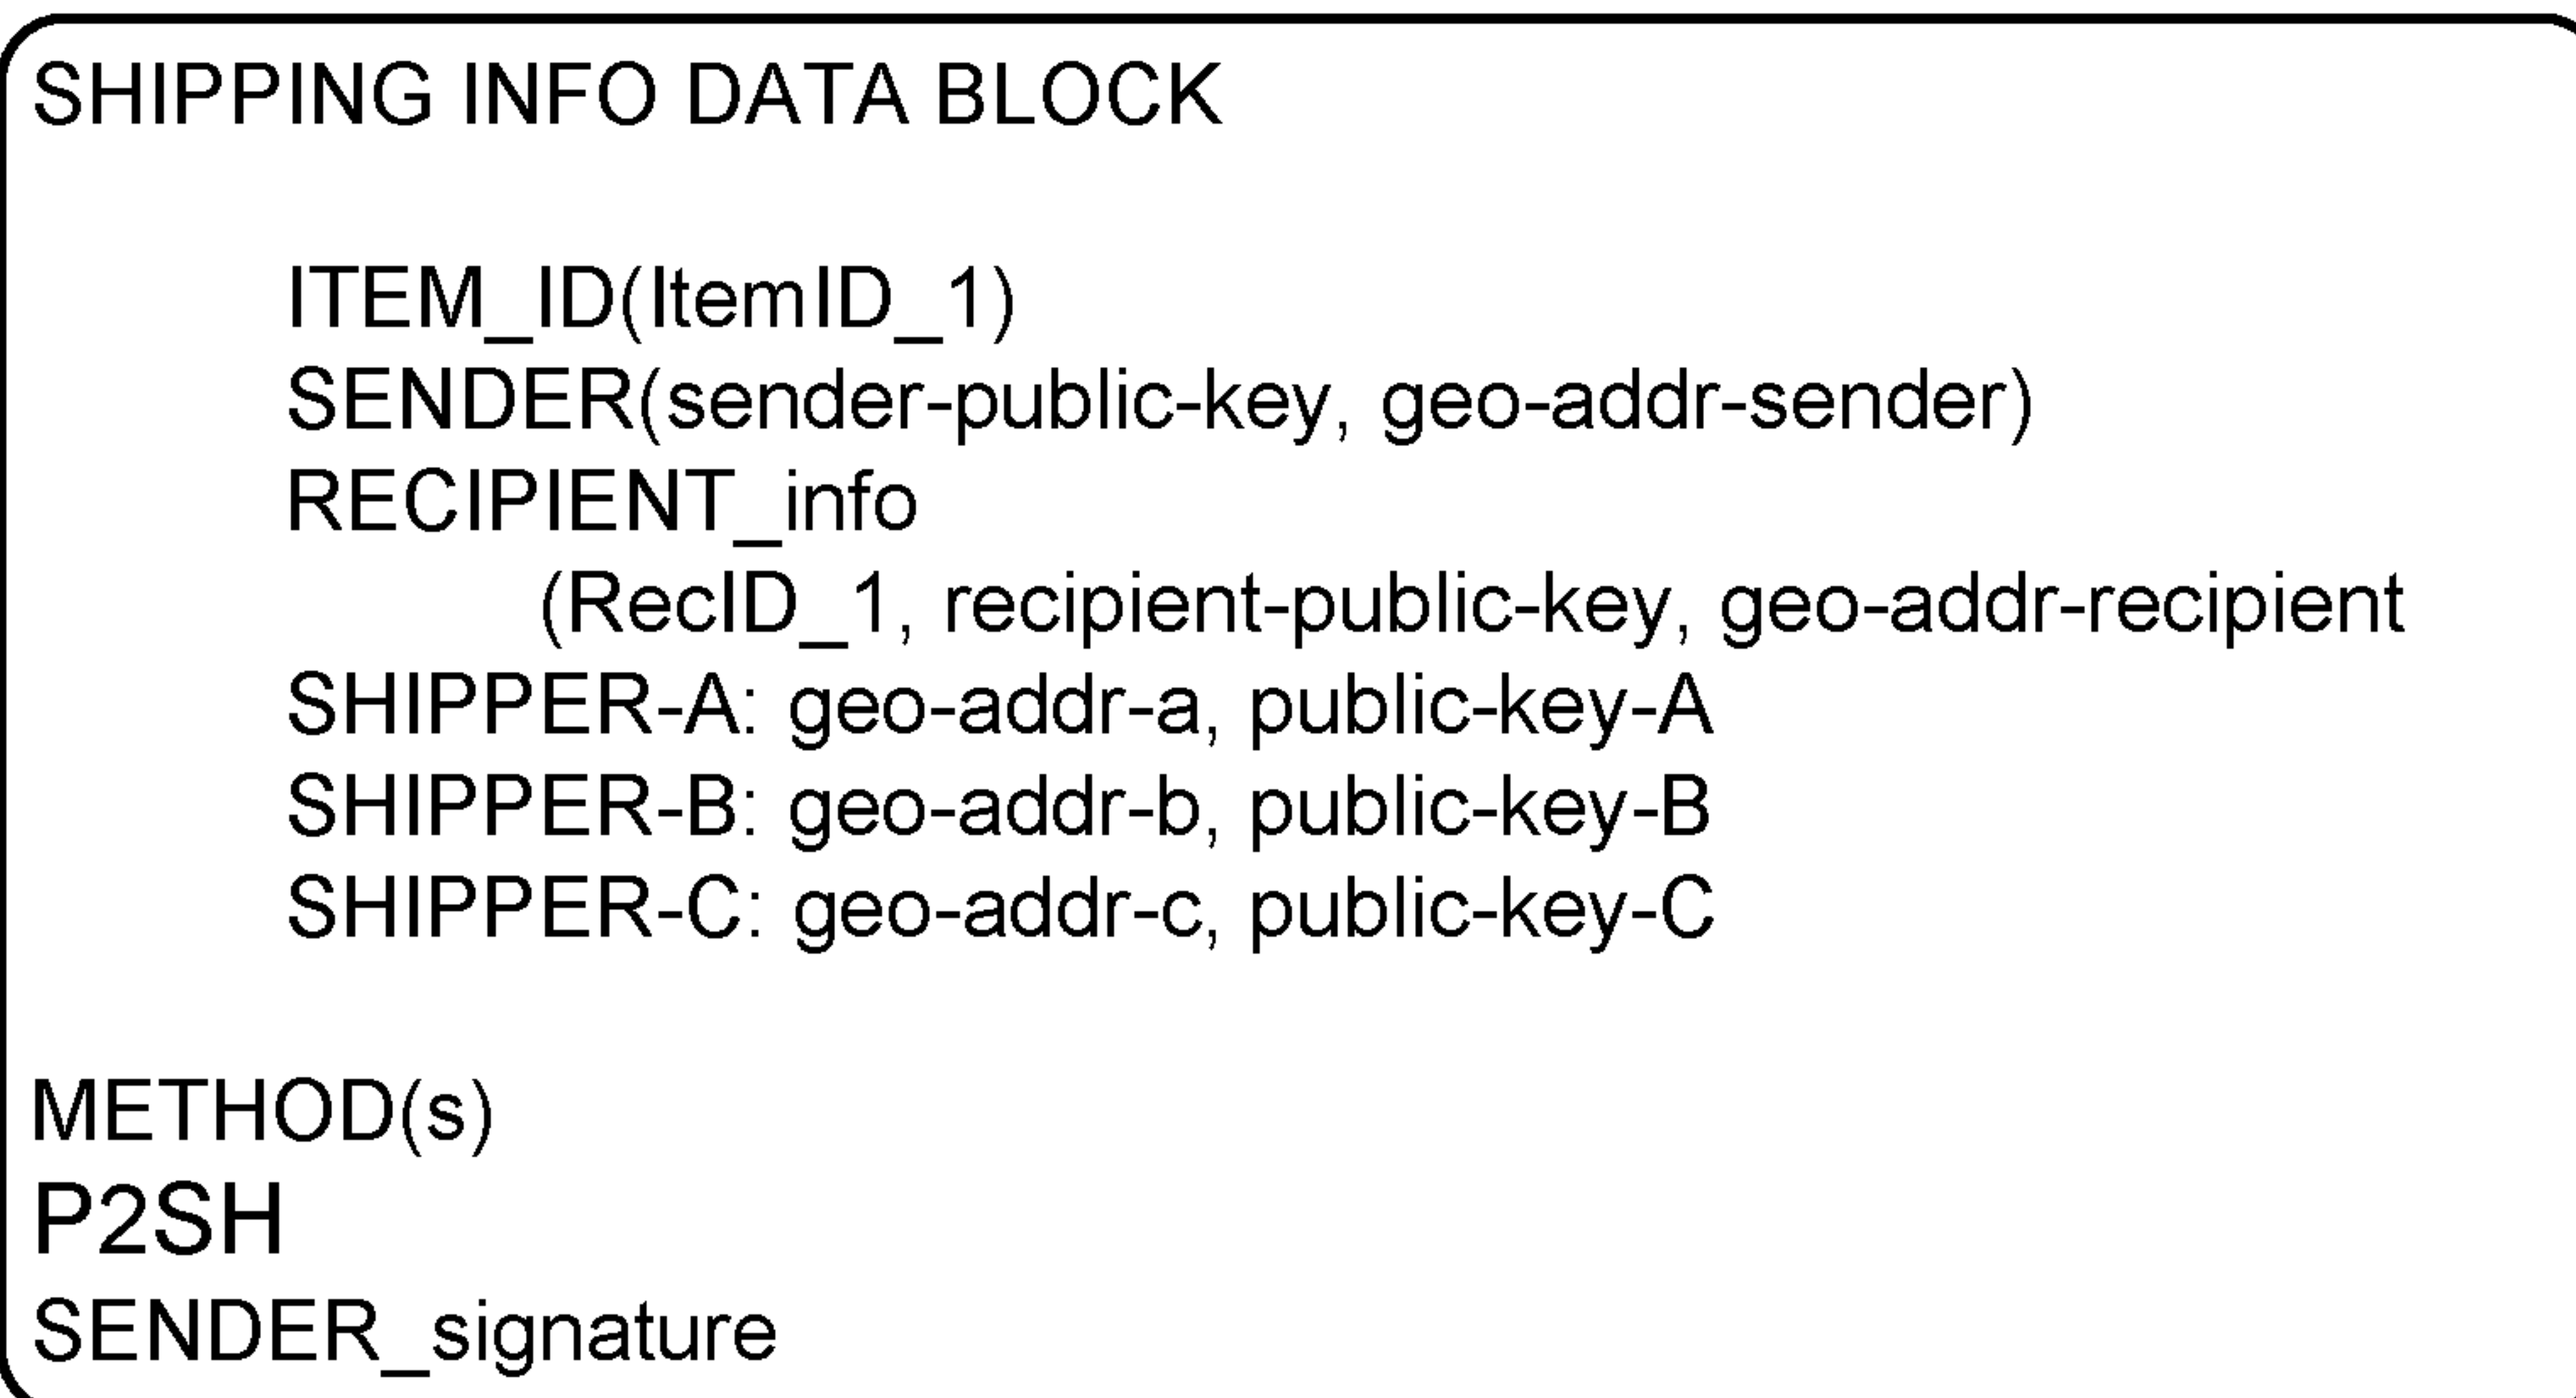 SHIPPING INFO DATA BLOCK
ITEM_ID(ItemID_1)
SENDER(sender-public-key, geo-addr-sender)
RECIPIENT_info
(RecID_1, recipient-public-key, geo-addr-recipient
SHIPPER-A: geo-addr-a, public-key-A
SHIPPER-B: geo-addr-b, public-key-B
SHIPPER-C: geo-addr-c, public-key-C
METHOD(s)
P2SH
SENDER_signature